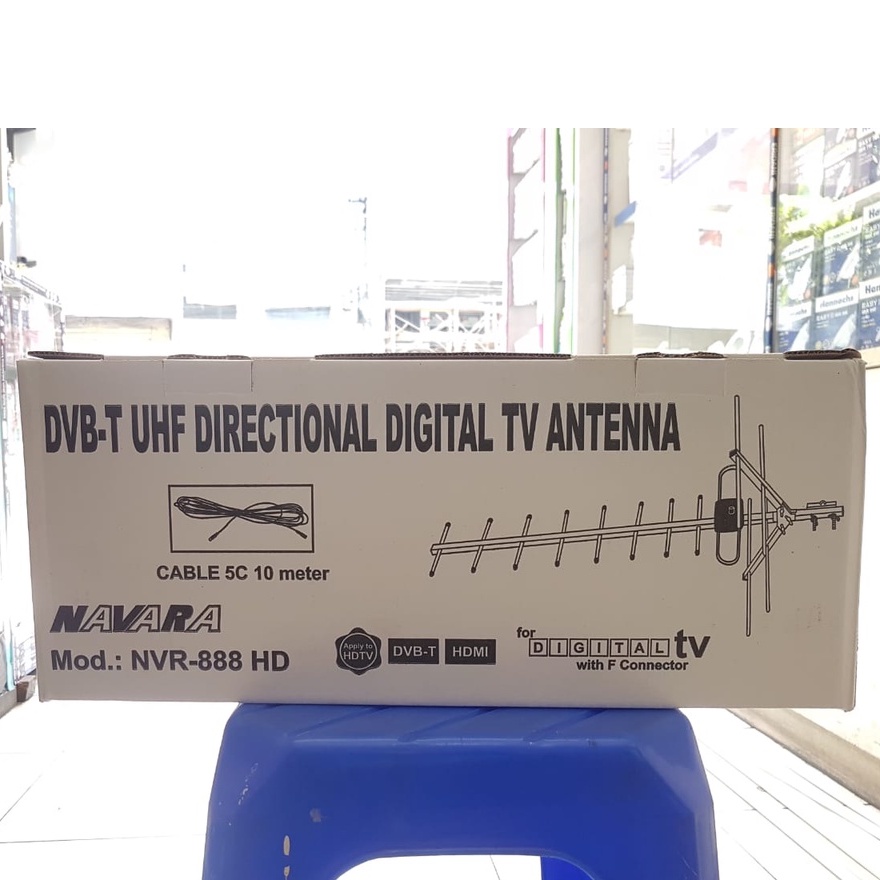 DVB-T UHF DIRECTIONAL DIGITAL TV ANTENNA
CABLE 5C 10 meter
NAVARA
Mod.: NVR-888 HD
Apply to
HDTV
DVB-T
HDMI
for
DIGITAL tv
with F Connector
Hannochs